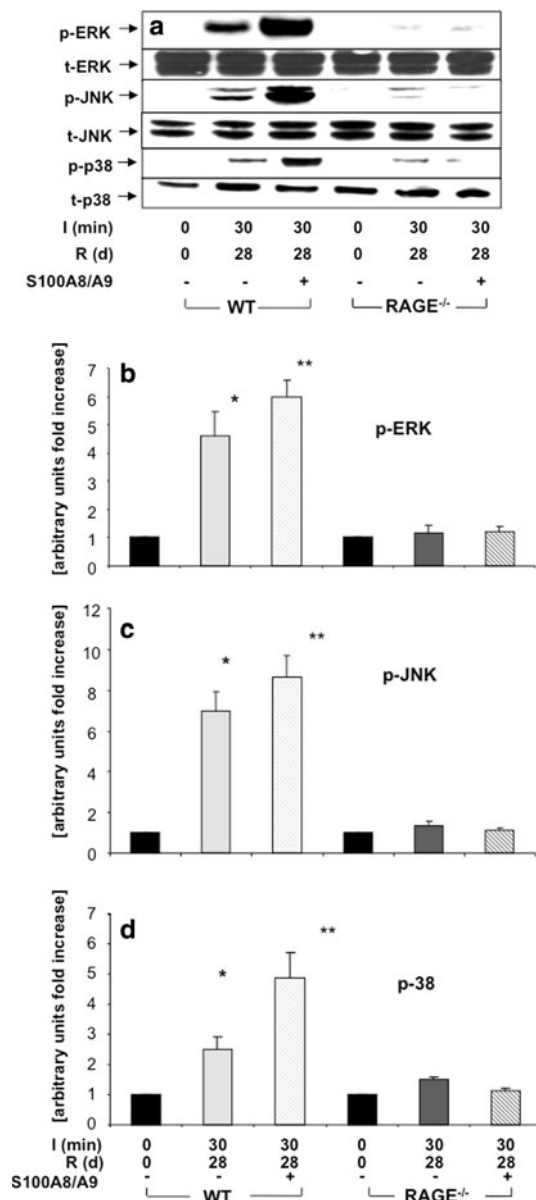 a
p-ERK
t-ERK
p-JNK
t-JNK
p-p38
t-p38
I (min) 0 30 30 0 30 30
R (d) 0 28 28 0 28 28
S100A8/A9 - - + - - +
WT RAGE-/-
b
[arbitrary units fold increase]
7
6
5
4
3
2
1
0
* **
p-ERK
c
[arbitrary units fold increase]
12
10
8
6
4
2
0
* **
p-JNK
d
[arbitrary units fold increase]
7
6
5
4
3
2
1
0
* **
p-38
I (min) 0 30 30 0 30 30
R (d) 0 28 28 0 28 28
S100A8/A9 - - + - - +
WT RAGE-/-